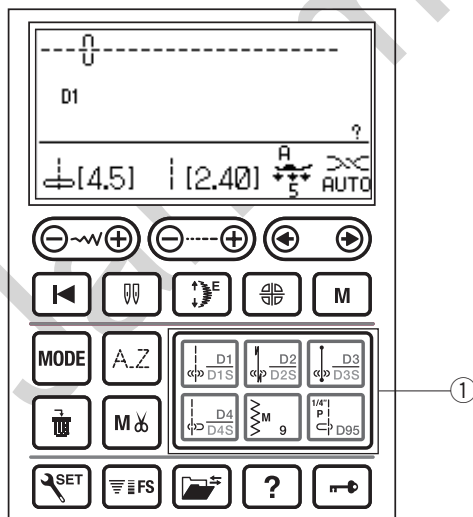 D1
?
[4.5] [2.40] A 5 AUTO
E M
MODE A..Z D1 D1S D2 D2S D3 D3S
M D4 D4S M 9 1/4" P D95
SET FS ?
1